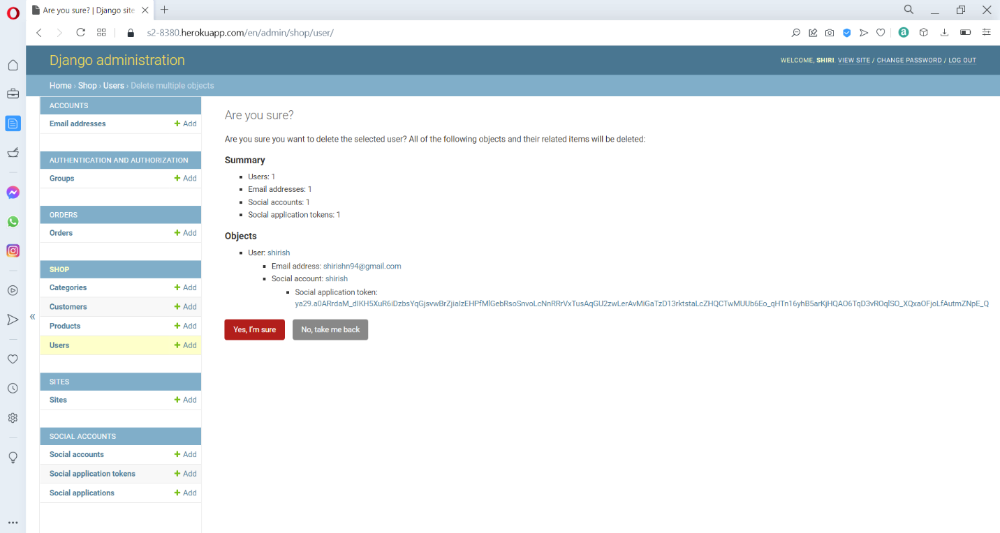 Are you sure? | Django site
s2-8380.herokuapp.com/en/admin/shop/user/
Django administration
WELCOME, SHIRI. VIEW SITE / CHANGE PASSWORD / LOG OUT
Home › Shop › Users › Delete multiple objects
ACCOUNTS
Email addresses + Add
AUTHENTICATION AND AUTHORIZATION
Groups + Add
ORDERS
Orders + Add
SHOP
Categories + Add
Customers + Add
Products + Add
Users + Add
SITES
Sites + Add
SOCIAL ACCOUNTS
Social accounts + Add
Social application tokens + Add
Social applications + Add
«
Are you sure?
Are you sure you want to delete the selected user? All of the following objects and their related items will be deleted:
Summary
Users: 1
Email addresses: 1
Social accounts: 1
Social application tokens: 1
Objects
User: shirish
Email address: shirishn94@gmail.com
Social account: shirish
Social application token:
Yes, I'm sure
No, take me back
a